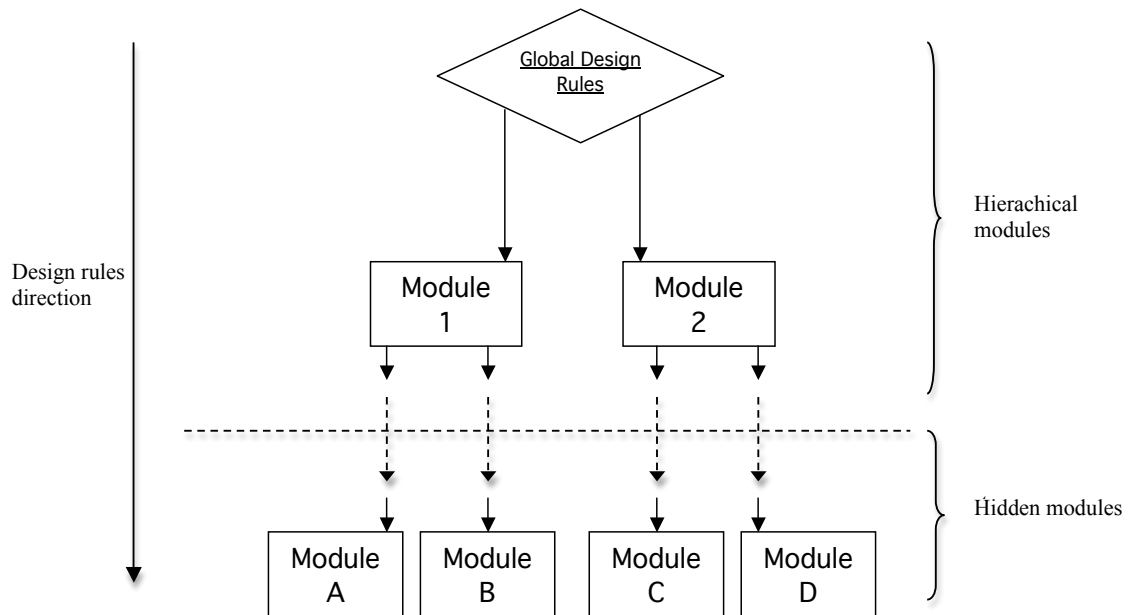 Global Design
Rules
Hierachical
modules
Module
1
Module
2
Design rules
direction
Hidden modules
Module
A
Module
B
Module
C
Module
D